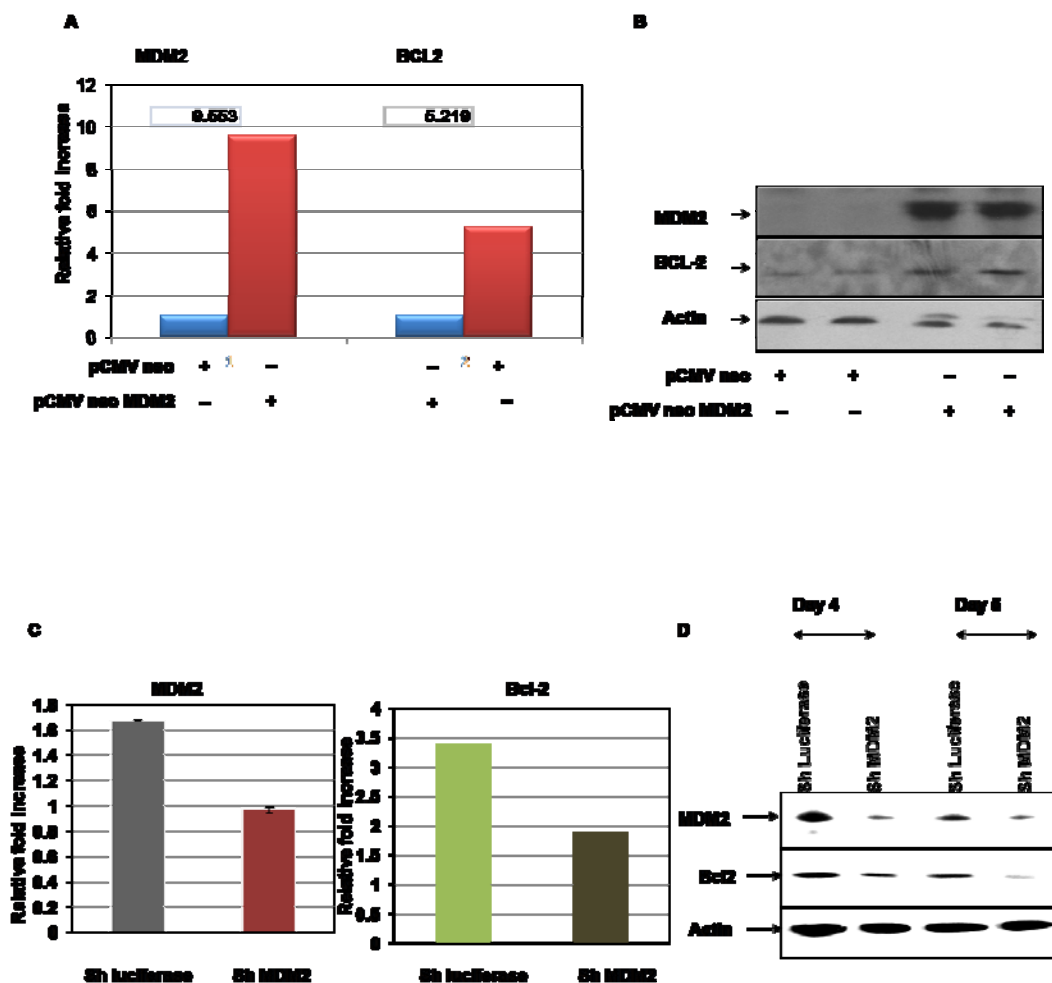 A
MDM2 BCL2
Relative fold increase
12
10
8
6
4
2
0
9.553 5.219
pCMV neo + – – +
pCMV neo MDM2 – + + –
B
MDM2
BCL-2
Actin
pCMV neo + + – –
pCMV neo MDM2 – – + +
C
MDM2
Relative fold increase
1.8
1.6
1.4
1.2
1
0.8
0.6
0.4
0.2
0
Sh luciferase Sh MDM2
Bcl-2
Relative fold increase
4
3.5
3
2.5
2
1.5
1
0.5
0
Sh luciferase Sh MDM2
D
Day 4 Day 5
Sh Luciferase
Sh MDM2
Sh Luciferase
Sh MDM2
MDM2
Bcl2
Actin